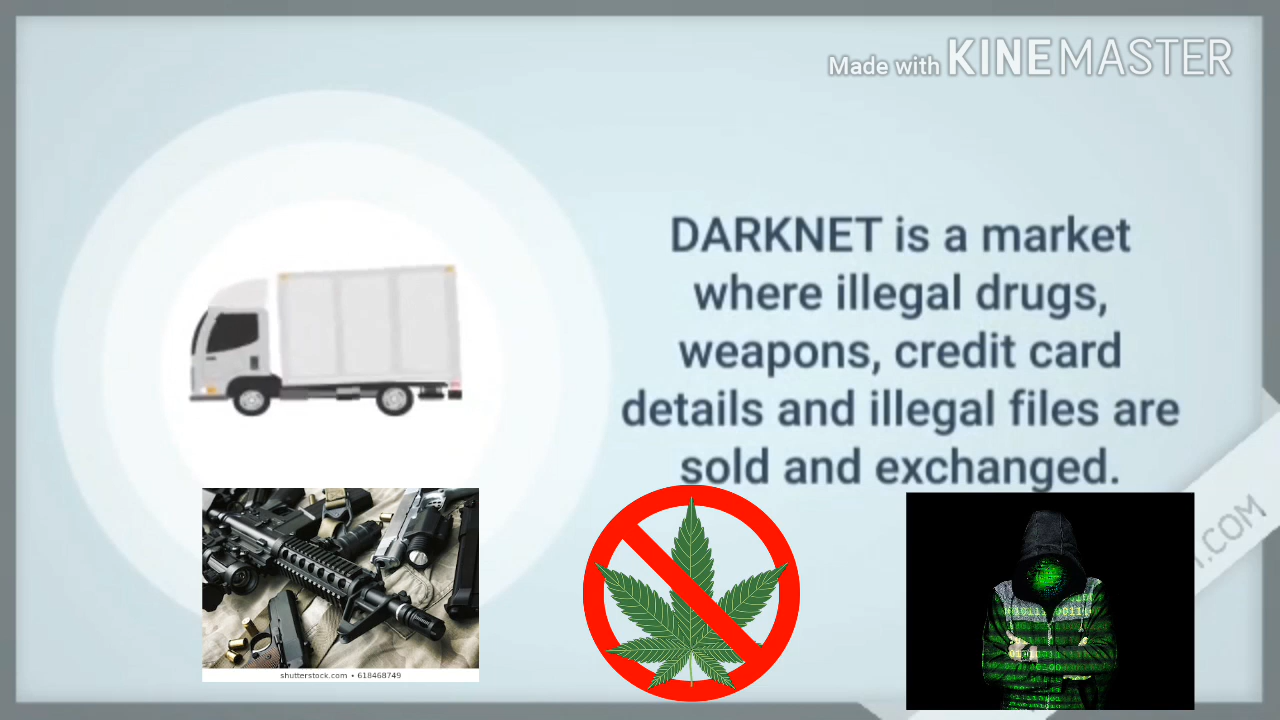 Made with KINEMASTER
DARKNET is a market
where illegal drugs,
weapons, credit card
details and illegal files are
sold and exchanged.
.COM
shutterstock.com • 618468749